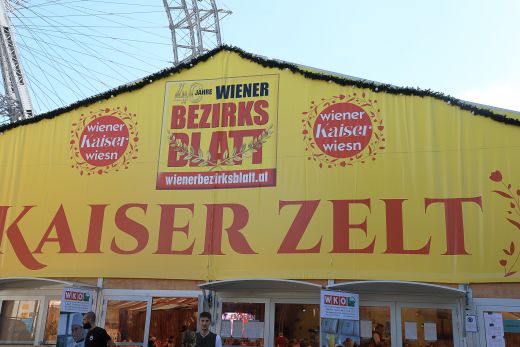 40 JAHRE WIENER
BEZIRKS
BLATT
wienerbezirksblatt.at
wiener
Kaiser
wiesn
wiener
Kaiser
wiesn
KAISER ZELT
WKO
WKO